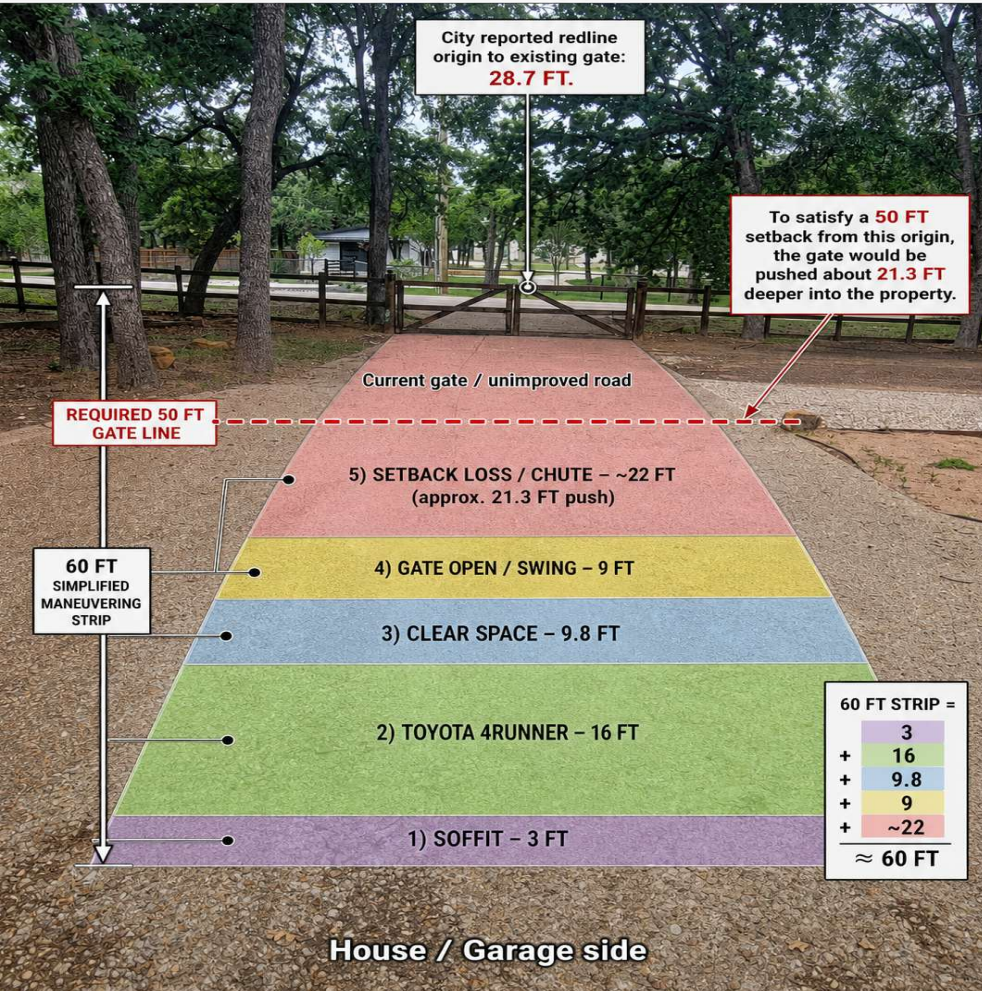 City reported redline
origin to existing gate:
28.7 FT.
To satisfy a 50 FT
setback from this origin,
the gate would be
pushed about 21.3 FT
deeper into the property.
Current gate / unimproved road
REQUIRED 50 FT
GATE LINE
5) SETBACK LOSS / CHUTE – ~22 FT
(approx. 21.3 FT push)
60 FT
SIMPLIFIED
MANEUVERING
STRIP
4) GATE OPEN / SWING – 9 FT
3) CLEAR SPACE – 9.8 FT
2) TOYOTA 4RUNNER – 16 FT
1) SOFFIT – 3 FT
60 FT STRIP =
3
+ 16
+ 9.8
+ 9
+ ~22
≈ 60 FT
House / Garage side